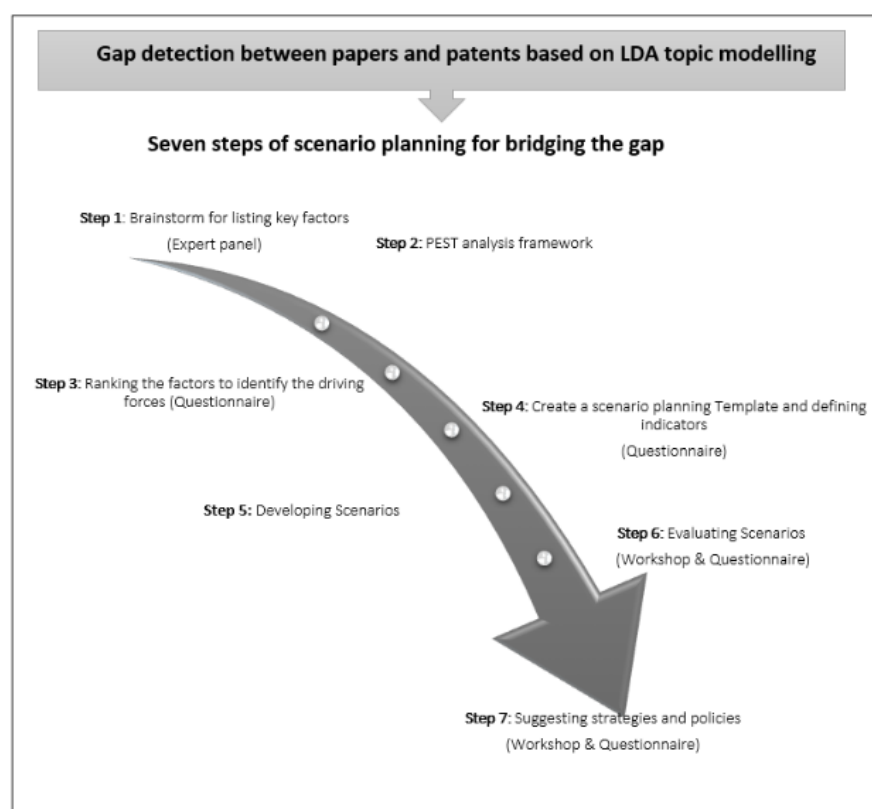 Gap detection between papers and patents based on LDA topic modelling
Seven steps of scenario planning for bridging the gap
Step 1: Brainstorm for listing key factors
(Expert panel)
Step 2: PEST analysis framework
Step 3: Ranking the factors to identify the driving
forces (Questionnaire)
Step 4: Create a scenario planning Template and defining
indicators
(Questionnaire)
Step 5: Developing Scenarios
Step 6: Evaluating Scenarios
(Workshop & Questionnaire)
Step 7: Suggesting strategies and policies
(Workshop & Questionnaire)